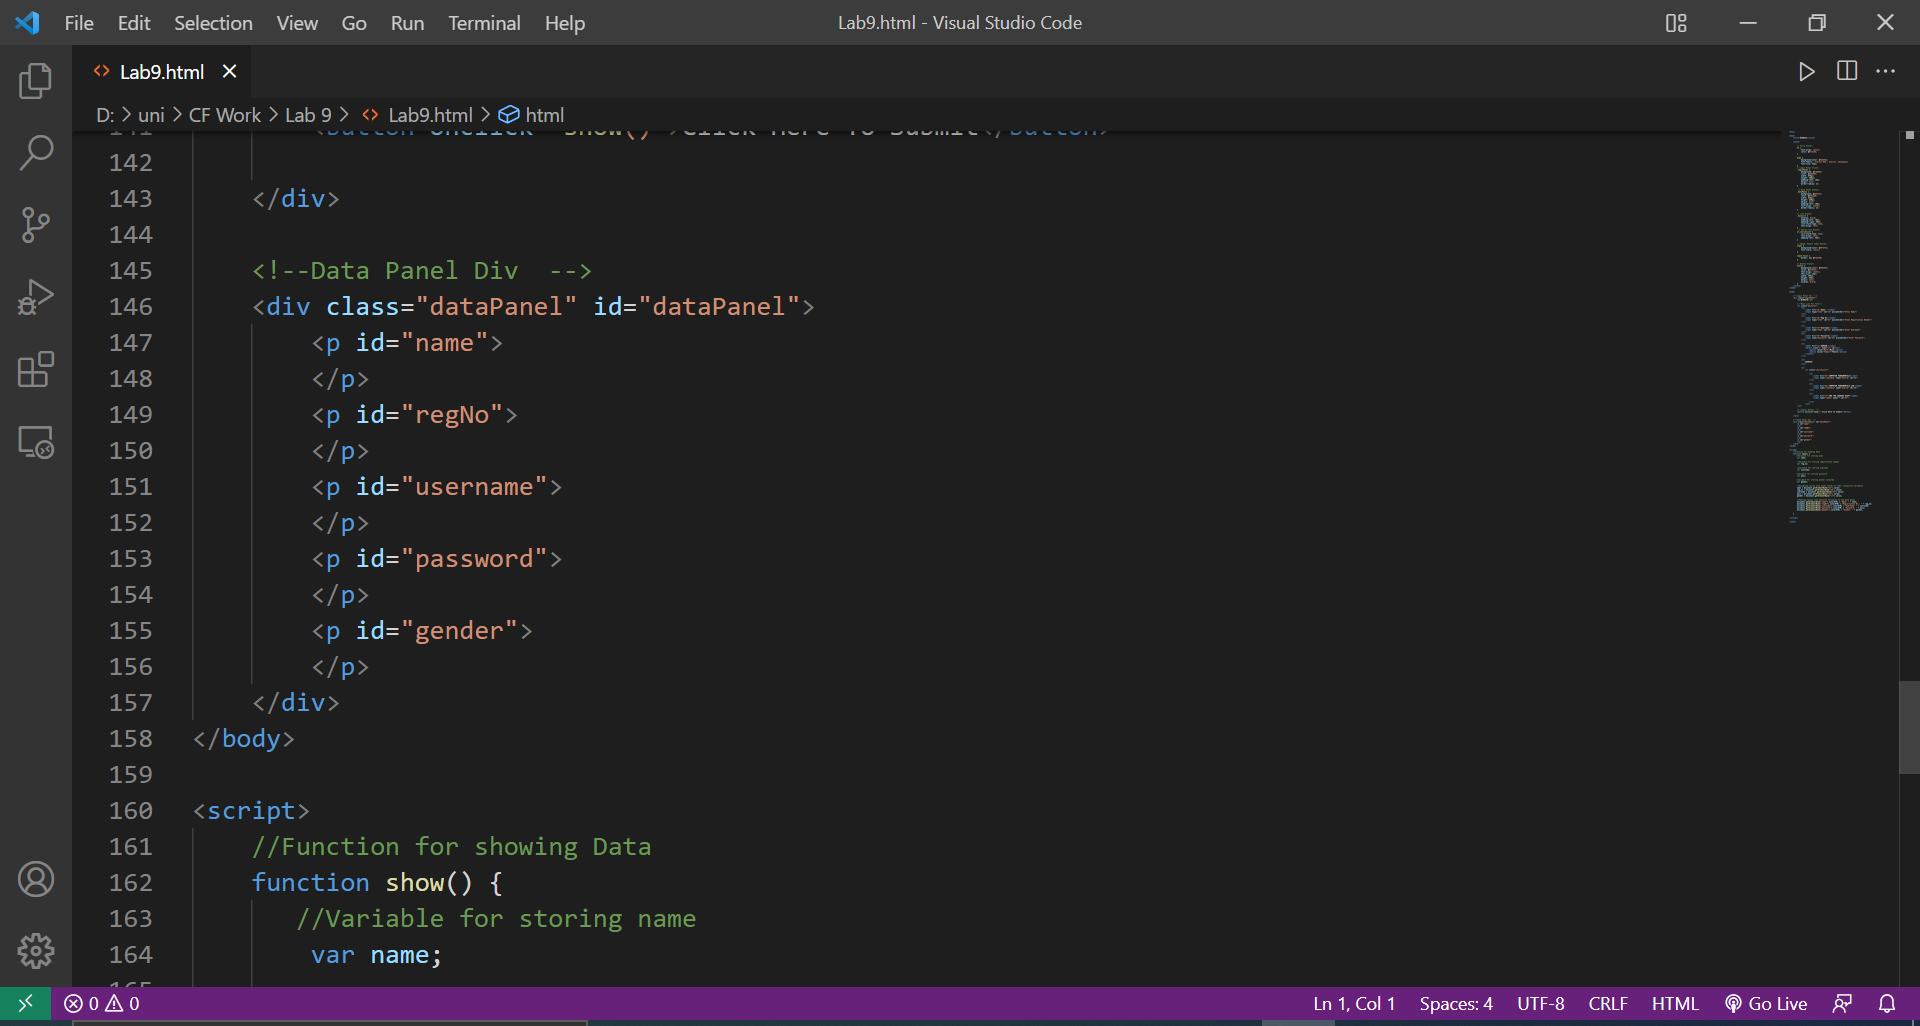 File Edit Selection View Go Run Terminal Help
Lab9.html - Visual Studio Code
Lab9.html
D: > uni > CF Work > Lab 9 > Lab9.html > html
142
143 </div>
144
145 <!--Data Panel Div  -->
146 <div class="dataPanel" id="dataPanel">
147 <p id="name">
148 </p>
149 <p id="regNo">
150 </p>
151 <p id="username">
152 </p>
153 <p id="password">
154 </p>
155 <p id="gender">
156 </p>
157 </div>
158 </body>
159
160 <script>
161 //Function for showing Data
162 function show() {
163 //Variable for storing name
164 var name;
0 0 Ln 1, Col 1 Spaces: 4 UTF-8 CRLF HTML Go Live